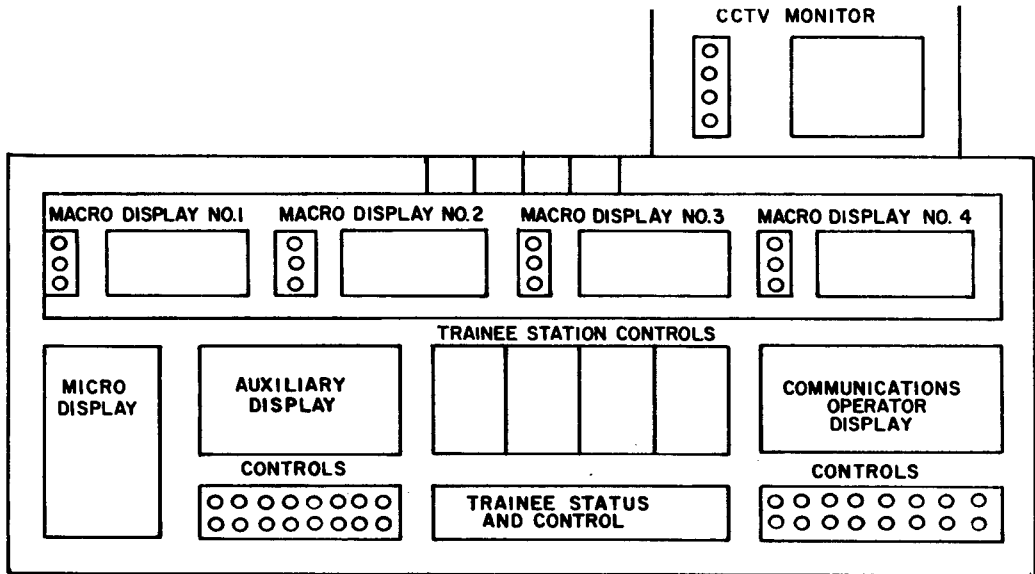 CCTV MONITOR
MACRO DISPLAY NO.1
MACRO DISPLAY NO.2
MACRO DISPLAY NO.3
MACRO DISPLAY NO. 4
TRAINEE STATION CONTROLS
MICRO
DISPLAY
AUXILIARY
DISPLAY
COMMUNICATIONS
OPERATOR
DISPLAY
CONTROLS
CONTROLS
TRAINEE STATUS
AND CONTROL